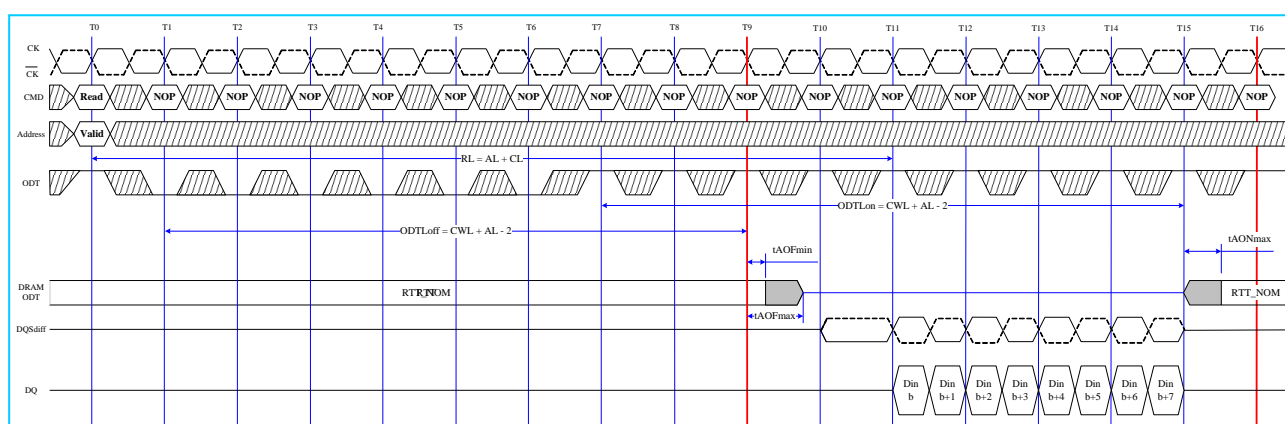 T0 T1 T2 T3 T4 T5 T6 T7 T8 T9 T10 T11 T12 T13 T14 T15 T16
CK
CK
CMD Read NOP NOP NOP NOP NOP NOP NOP NOP NOP NOP NOP NOP NOP NOP NOP NOP
Address Valid
RL = AL + CL
ODT
ODTLon = CWL + AL - 2
ODTLoff = CWL + AL - 2
tAOFmin tAONmax
DRAM
ODT
RTT_NOM RTT_NOM
tAOFmax
DQSdiff
DQ
Din b Din b+1 Din b+2 Din b+3 Din b+4 Din b+5 Din b+6 Din b+7